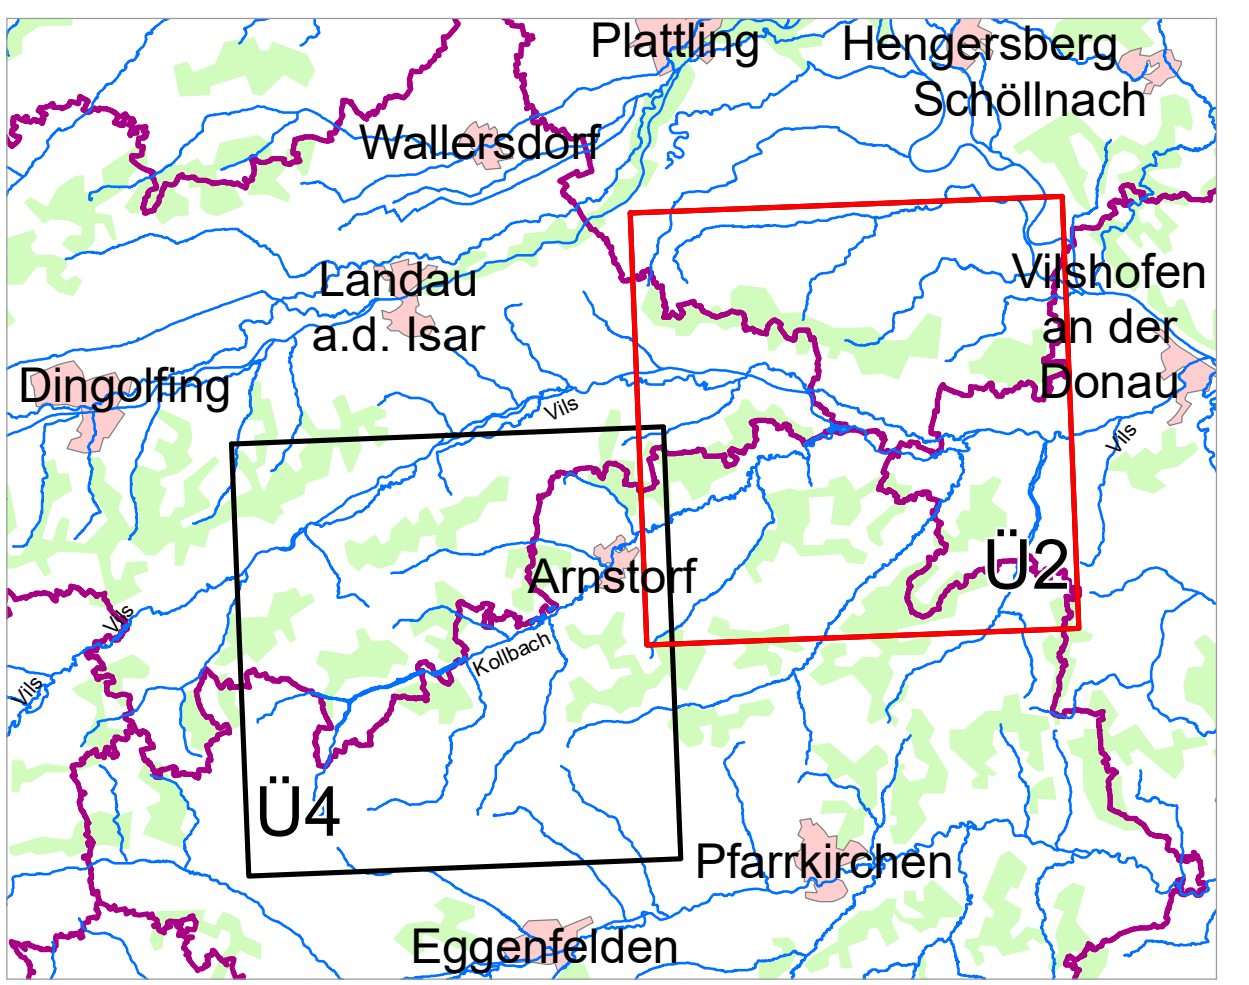 Plattling
Hengersberg
Schöllnach
Wallersdorf
Landau
a.d. Isar
Vilshofen
an der
Donau
Dingolfing
Vils
Vils
Ü2
Arnstorf
Vils
Kollbach
Vils
Ü4
Pfarrkirchen
Eggenfelden